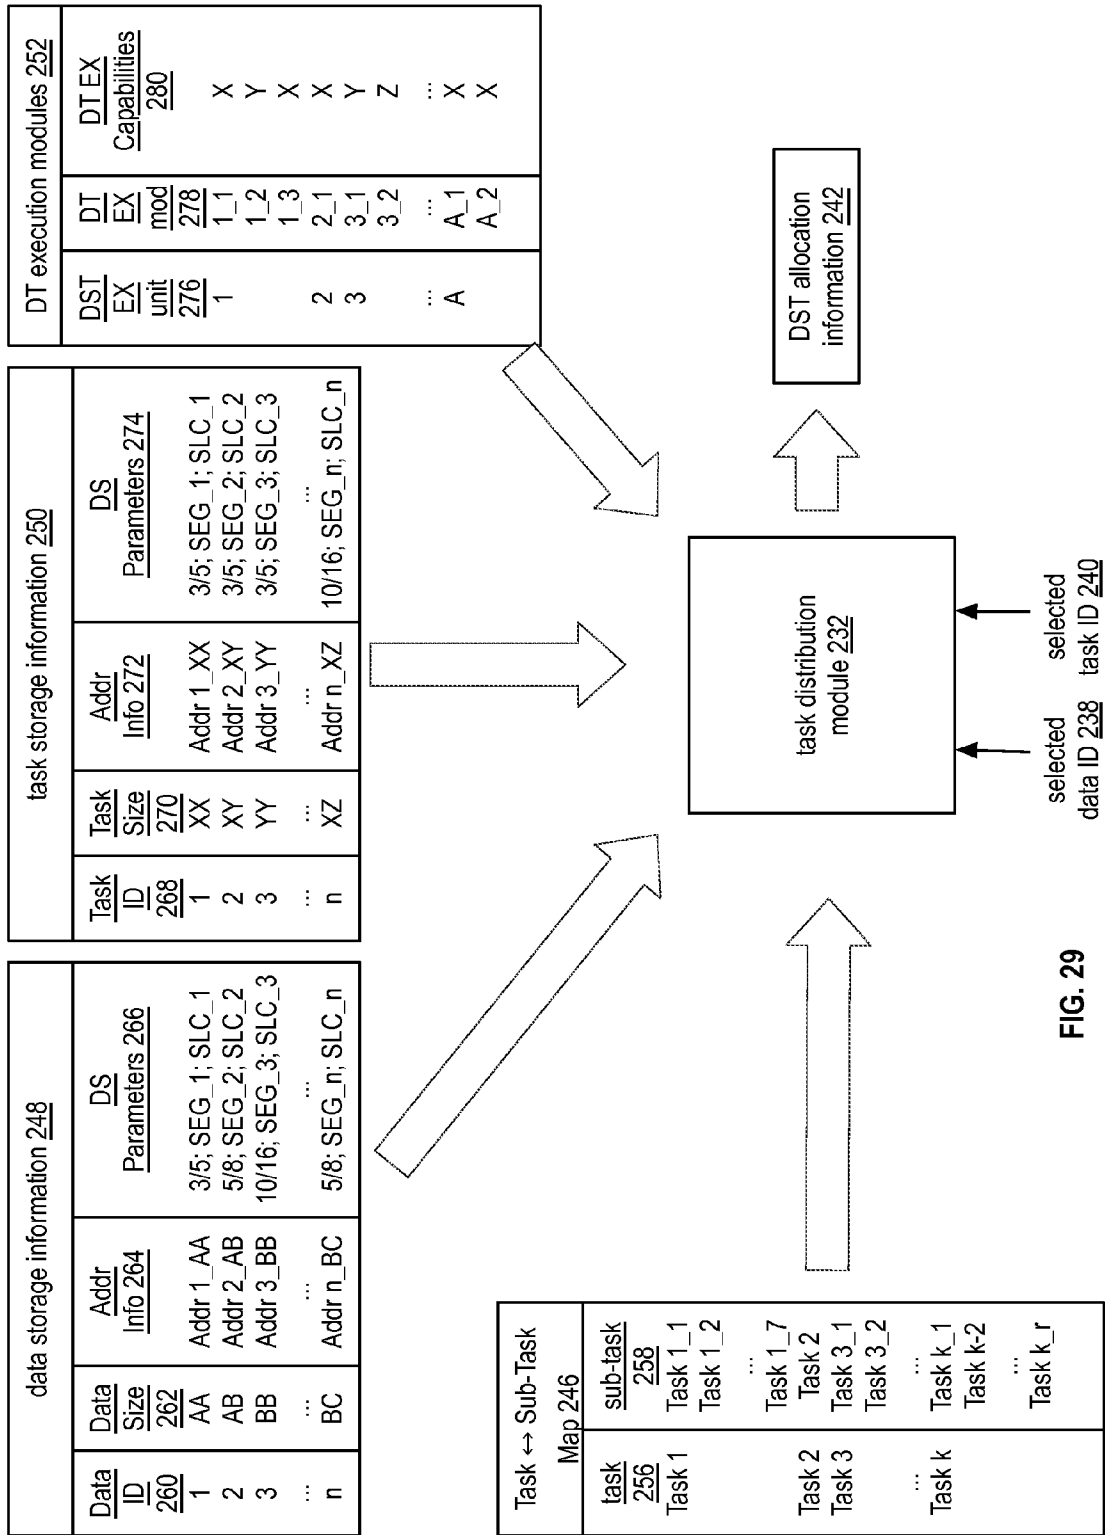 data storage information 248
Data ID 260 | Data Size 262 | Addr Info 264 | DS Parameters 266
1 | AA | Addr 1_AA | 3/5; SEG_1; SLC_1
2 | AB | Addr 2_AB | 5/8; SEG_2; SLC_2
3 | BB | Addr 3_BB | 10/16; SEG_3; SLC_3
... | ... | ... | ...
n | BC | Addr n_BC | 5/8; SEG_n; SLC_n
task storage information 250
Task ID 268 | Task Size 270 | Addr Info 272 | DS Parameters 274
1 | XX | Addr 1_XX | 3/5; SEG_1; SLC_1
2 | XY | Addr 2_XY | 3/5; SEG_2; SLC_2
3 | YY | Addr 3_YY | 3/5; SEG_3; SLC_3
... | ... | ... | ...
n | XZ | Addr n_XZ | 10/16; SEG_n; SLC_n
DT execution modules 252
DST EX unit 276 | DT EX mod 278 | DT EX Capabilities 280
1 | 1_1 | X
1_2 | Y
1_3 | X
2 | 2_1 | X
3 | 3_1 | Y
3_2 | Z
... | ... | ...
A | A_1 | X
A_2 | X
Task ↔ Sub-Task
Map 246
task 256 | sub-task 258
Task 1 | Task 1_1
Task 1_2
...
Task 1_7
Task 2 | Task 2
Task 3 | Task 3_1
Task 3_2
... | ...
Task k | Task k_1
Task k-2
...
Task k_r
task distribution
module 232
selected
data ID 238
selected
task ID 240
DST allocation
information 242
FIG. 29